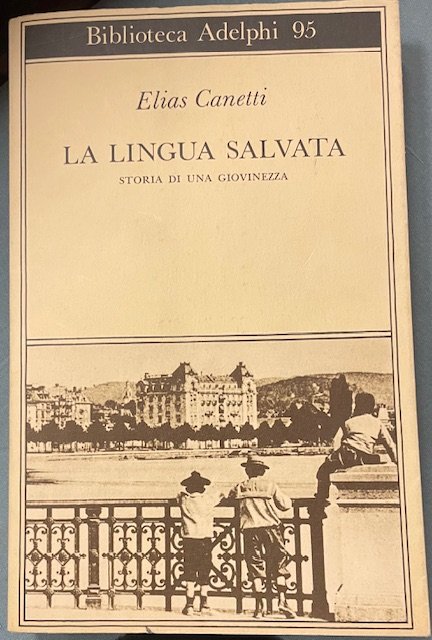 Biblioteca Adelphi 95
Elias Canetti
LA LINGUA SALVATA
STORIA DI UNA GIOVINEZZA